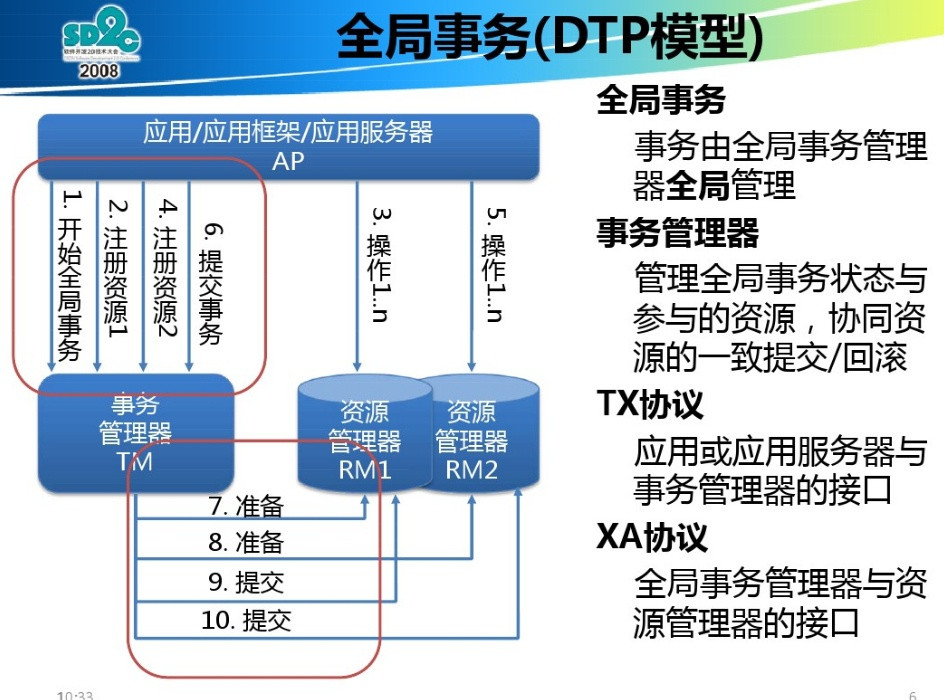 SD2C
2008
全局事务(DTP模型)
应用/应用框架/应用服务器
AP
1. 开始全局事务
2. 注册资源1
4. 注册资源2
6. 提交事务
3. 操作1..n
5. 操作1..n
事务
管理器
TM
资源
管理器
RM1
资源
管理器
RM2
7. 准备
8. 准备
9. 提交
10. 提交
全局事务
事务由全局事务管理
器全局管理
事务管理器
管理全局事务状态与
参与的资源，协同资
源的一致提交/回滚
TX协议
应用或应用服务器与
事务管理器的接口
XA协议
全局事务管理器与资
源管理器的接口
10:33
6